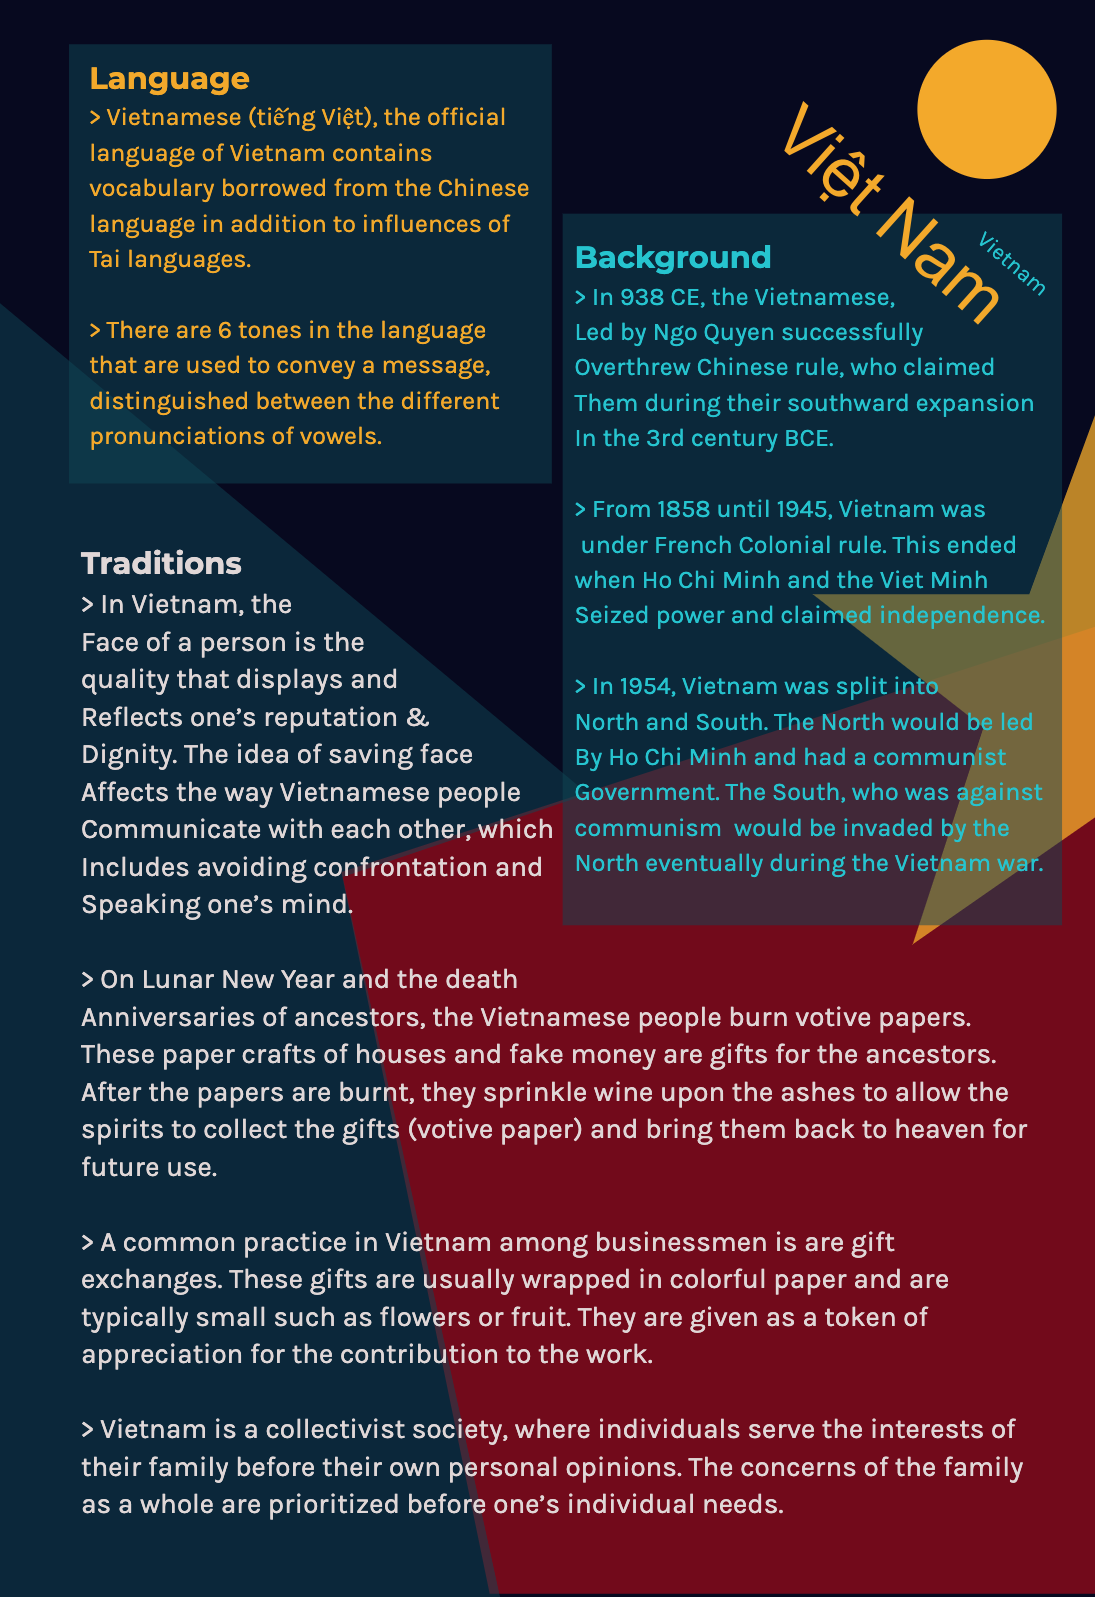 Language
> Vietnamese (tiếng Việt), the official
language of Vietnam contains
vocabulary borrowed from the Chinese
language in addition to influences of
Tai languages.
> There are 6 tones in the language
that are used to convey a message,
distinguished between the different
pronunciations of vowels.
Việt Nam
Vietnam
Background
> In 938 CE, the Vietnamese,
Led by Ngo Quyen successfully
Overthrew Chinese rule, who claimed
Them during their southward expansion
In the 3rd century BCE.
> From 1858 until 1945, Vietnam was
under French Colonial rule. This ended
when Ho Chi Minh and the Viet Minh
Seized power and claimed independence.
> In 1954, Vietnam was split into
North and South. The North would be led
By Ho Chi Minh and had a communist
Government. The South, who was against
communism would be invaded by the
North eventually during the Vietnam war.
Traditions
> In Vietnam, the
Face of a person is the
quality that displays and
Reflects one's reputation &
Dignity. The idea of saving face
Affects the way Vietnamese people
Communicate with each other, which
Includes avoiding confrontation and
Speaking one's mind.
> On Lunar New Year and the death
Anniversaries of ancestors, the Vietnamese people burn votive papers.
These paper crafts of houses and fake money are gifts for the ancestors.
After the papers are burnt, they sprinkle wine upon the ashes to allow the
spirits to collect the gifts (votive paper) and bring them back to heaven for
future use.
> A common practice in Vietnam among businessmen is are gift
exchanges. These gifts are usually wrapped in colorful paper and are
typically small such as flowers or fruit. They are given as a token of
appreciation for the contribution to the work.
> Vietnam is a collectivist society, where individuals serve the interests of
their family before their own personal opinions. The concerns of the family
as a whole are prioritized before one's individual needs.